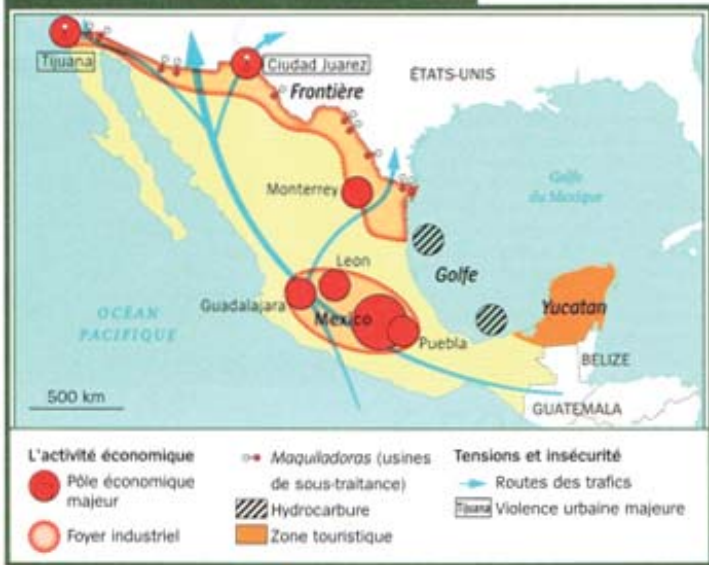 Tijuana
Ciudad Juarez
ÉTATS-UNIS
Frontière
Monterrey
Golfe
du Mexique
Leon
Golfe
Guadalajara
Mexico
Yucatan
OCÉAN
PACIFIQUE
Puebla
BELIZE
500 km
GUATEMALA
L'activité économique
Pôle économique
majeur
Foyer industriel
Maquiladoras (usines
de sous-traitance)
Hydrocarbure
Zone touristique
Tensions et insécurité
Routes des trafics
Tijuana
Violence urbaine majeure